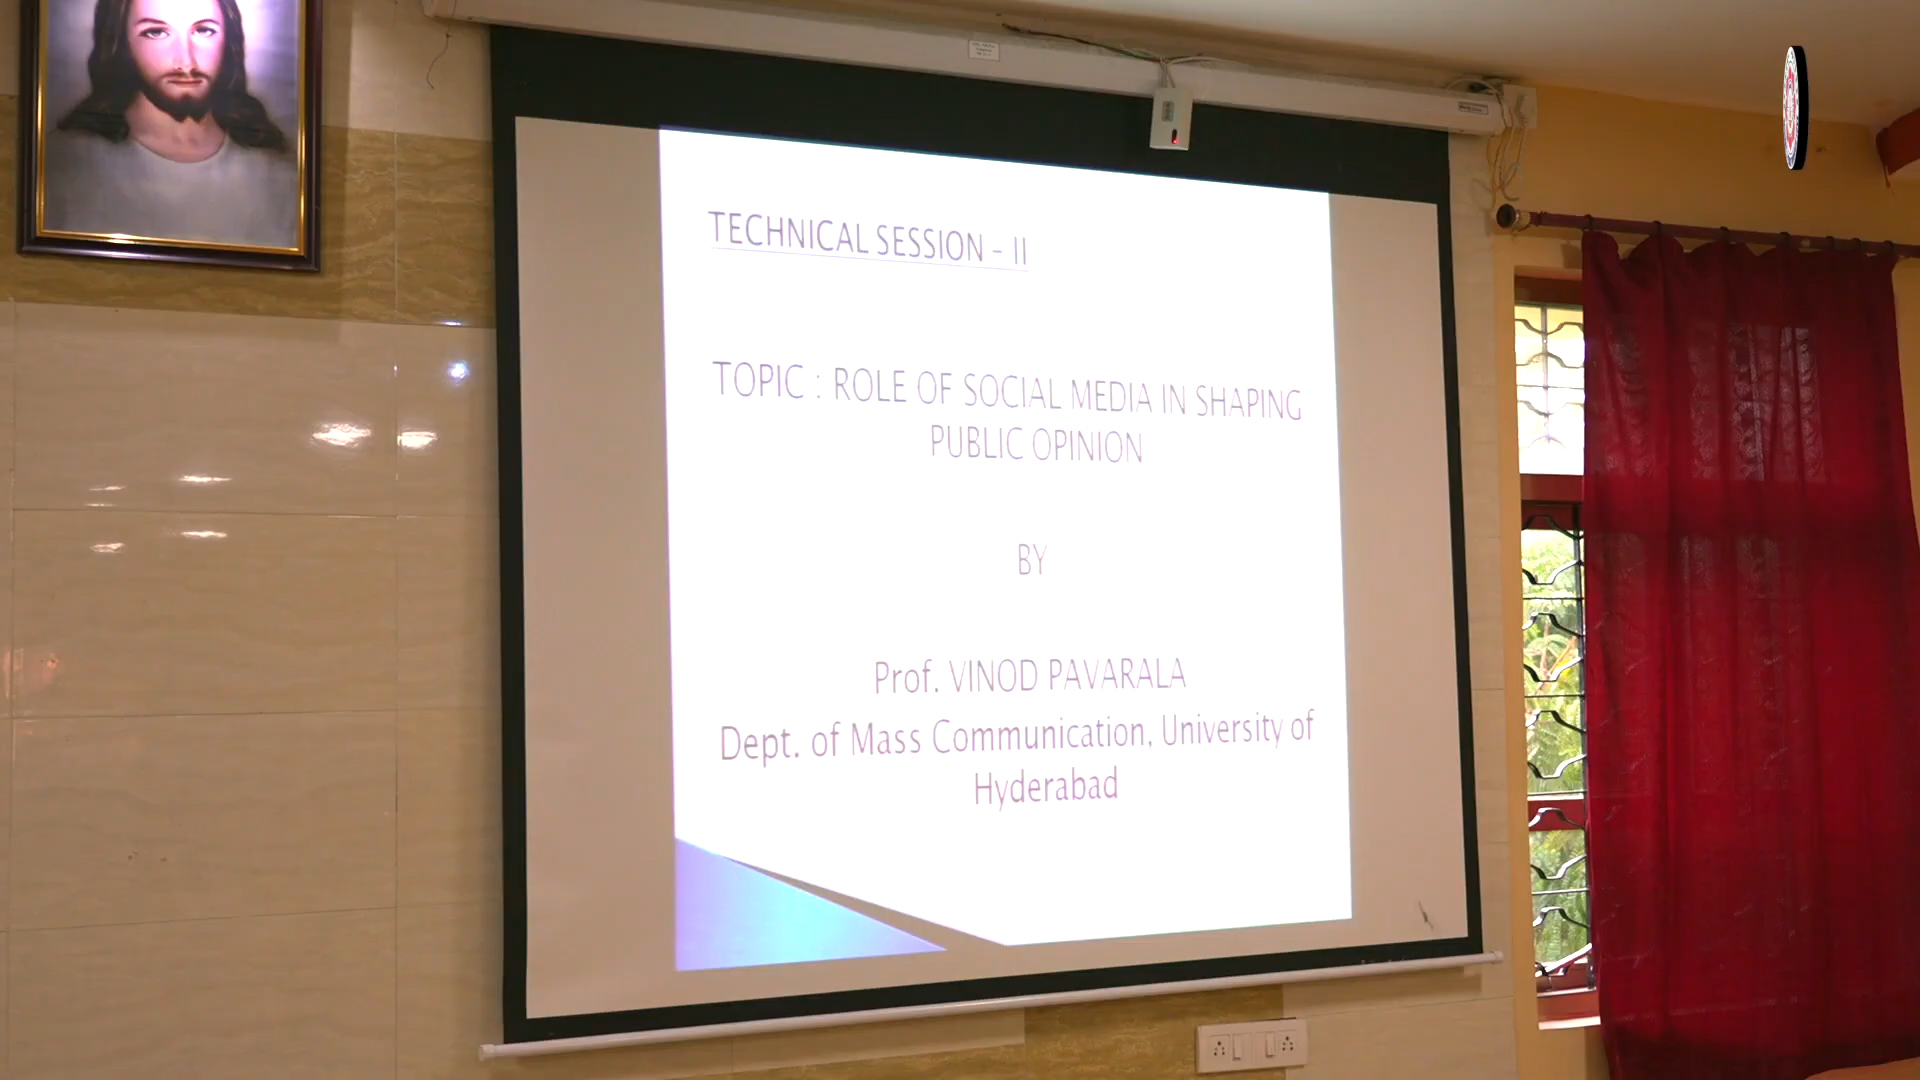 TECHNICAL SESSION - II
TOPIC : ROLE OF SOCIAL MEDIA IN SHAPING
PUBLIC OPINION
BY
Prof. VINOD PAVARALA
Dept. of Mass Communication, University of
Hyderabad